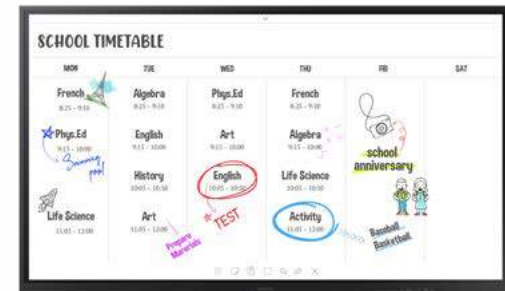 SCHOOL TIMETABLE
MON TUE WED THU FRI SAT
French Algebra Phys.Ed French
8:25 - 9:10 8:25 - 9:10 8:25 - 9:10 8:25 - 9:10
Phys.Ed English Art Algebra
9:15 - 10:00 9:15 - 10:00 9:15 - 10:00 9:15 - 10:00
Swimming pool
school
anniversary
History English Life Science
10:05 - 10:50 10:05 - 10:50 10:05 - 10:50
TEST
Life Science Art Activity
11:05 - 12:00 11:05 - 12:00 11:05 - 12:00
Prepare
Materials
Baseball
Basketball